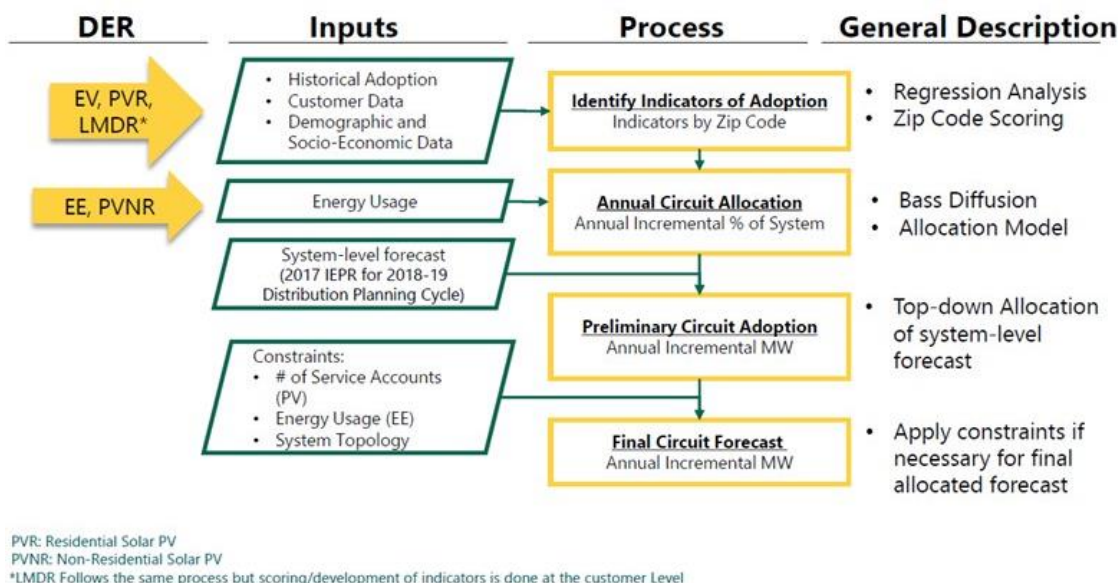 DER
Inputs
Process
General Description
EV, PVR,
LMDR*
• Historical Adoption
• Customer Data
• Demographic and
Socio-Economic Data
Identify Indicators of Adoption
Indicators by Zip Code
• Regression Analysis
• Zip Code Scoring
EE, PVNR
Energy Usage
Annual Circuit Allocation
Annual Incremental % of System
• Bass Diffusion
• Allocation Model
System-level forecast
(2017 IEPR for 2018-19
Distribution Planning Cycle)
Preliminary Circuit Adoption
Annual Incremental MW
• Top-down Allocation
of system-level
forecast
Constraints:
• # of Service Accounts
(PV)
• Energy Usage (EE)
• System Topology
Final Circuit Forecast
Annual Incremental MW
• Apply constraints if
necessary for final
allocated forecast
PVR: Residential Solar PV
PVNR: Non-Residential Solar PV
*LMDR Follows the same process but scoring/development of indicators is done at the customer Level